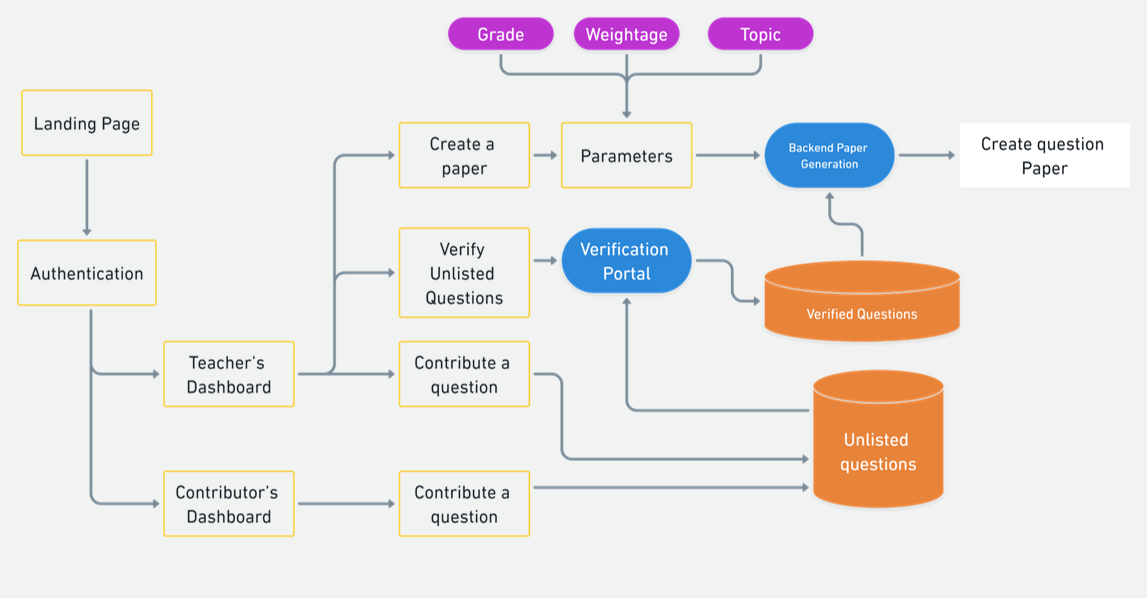 Grade
Weightage
Topic
Landing Page
Create a
paper
Parameters
Backend Paper
Generation
Create question
Paper
Authentication
Verify
Unlisted
Questions
Verification
Portal
Verified Questions
Teacher's
Dashboard
Contribute a
question
Unlisted
questions
Contributor's
Dashboard
Contribute a
question